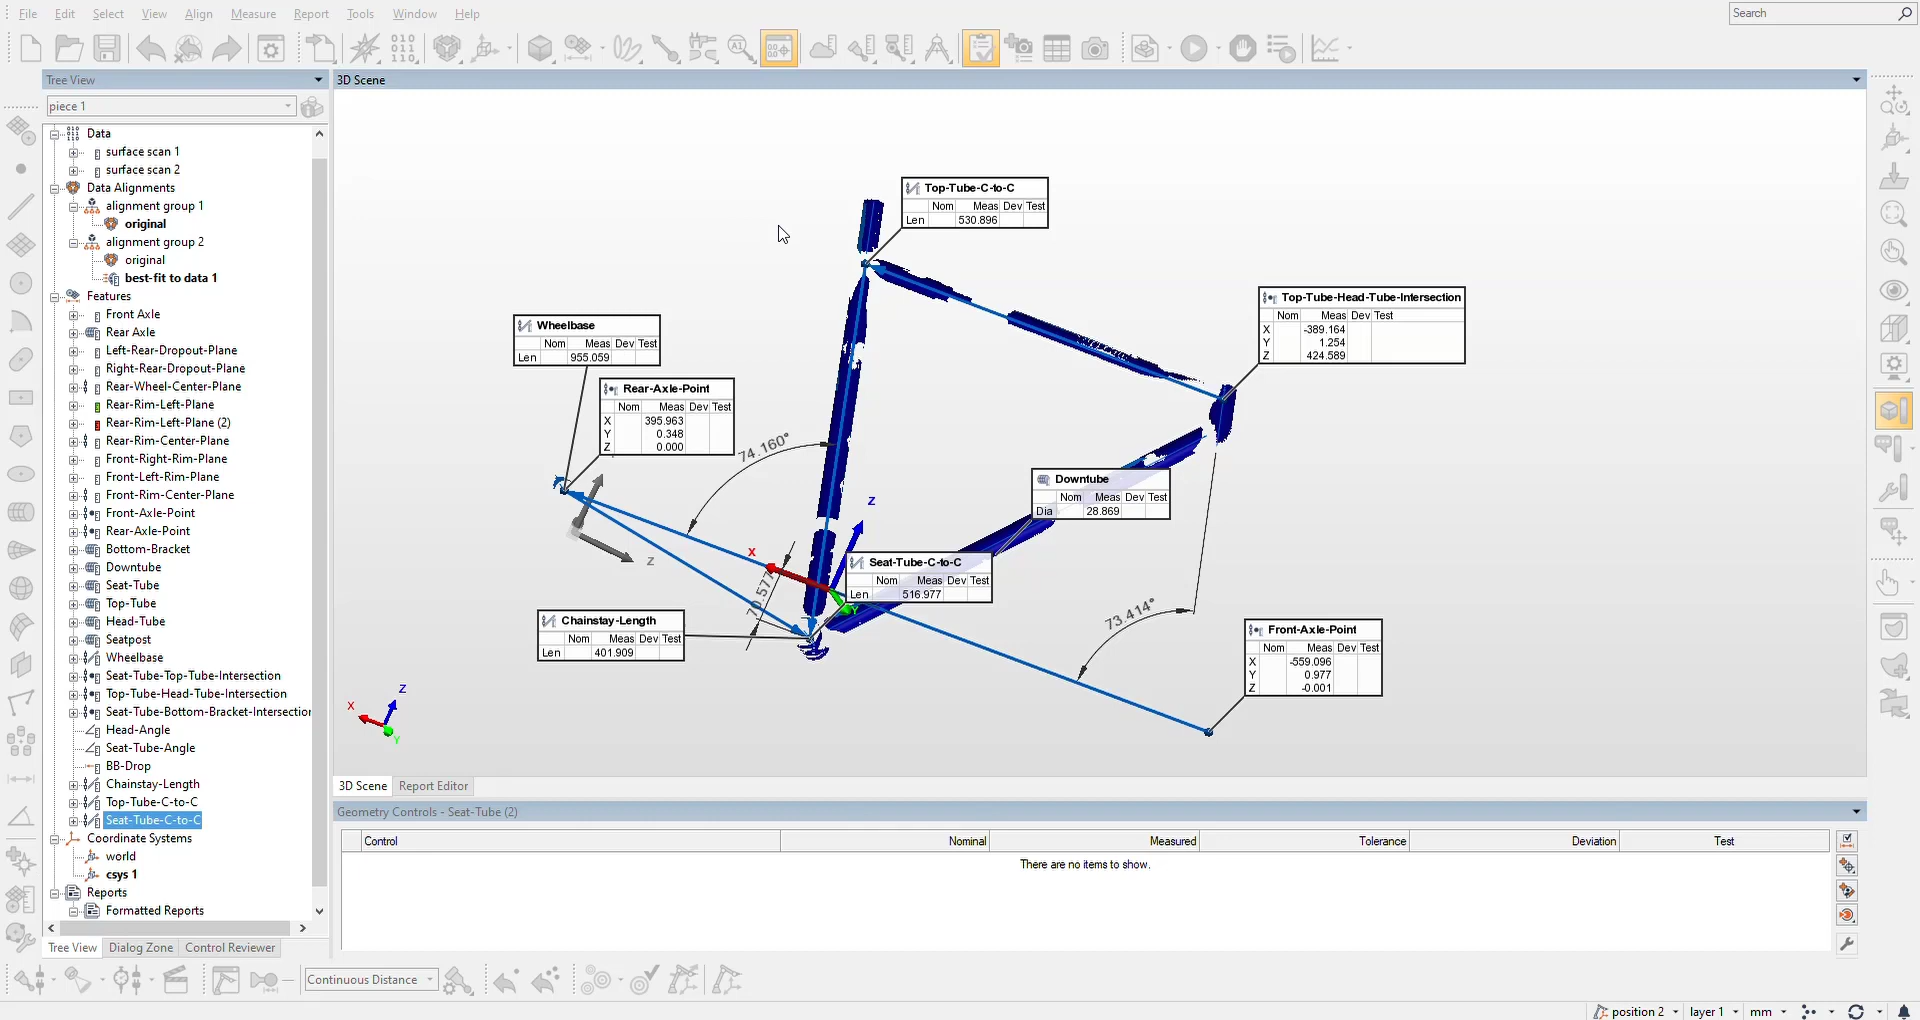 File Edit Select View Align Measure Report Tools Window Help
Search
Tree View
piece 1
Data
surface scan 1
surface scan 2
Data Alignments
alignment group 1
original
alignment group 2
original
best-fit to data 1
Features
Front Axle
Rear Axle
Left-Rear-Dropout-Plane
Right-Rear-Dropout-Plane
Rear-Wheel-Center-Plane
Rear-Rim-Left-Plane
Rear-Rim-Left-Plane (2)
Rear-Rim-Center-Plane
Front-Right-Rim-Plane
Front-Left-Rim-Plane
Front-Rim-Center-Plane
Front-Axle-Point
Rear-Axle-Point
Bottom-Bracket
Downtube
Seat-Tube
Top-Tube
Head-Tube
Seatpost
Wheelbase
Seat-Tube-Top-Tube-Intersection
Top-Tube-Head-Tube-Intersection
Seat-Tube-Bottom-Bracket-Intersection
Head-Angle
Seat-Tube-Angle
BB-Drop
Chainstay-Length
Top-Tube-C-to-C
Seat-Tube-C-to-C
Coordinate Systems
world
csys 1
Reports
Formatted Reports
Tree View Dialog Zone Control Reviewer
3D Scene
Top-Tube-C-to-C
Nom Meas Dev Test
Len 530.896
Top-Tube-Head-Tube-Intersection
Nom Meas Dev Test
X -389.164
Y 1.254
Z 424.589
Wheelbase
Nom Meas Dev Test
Len 955.059
Rear-Axle-Point
Nom Meas Dev Test
X 395.963
Y 0.348
Z 0.000
74.160°
Downtube
Nom Meas Dev Test
Dia 28.869
Z
X
Y
Z
Seat-Tube-C-to-C
Nom Meas Dev Test
Len 516.977
70.577
Chainstay-Length
Nom Meas Dev Test
Len 401.909
73.414°
Front-Axle-Point
Nom Meas Dev Test
X -559.096
Y 0.977
Z -0.001
Z
X
Y
3D Scene Report Editor
Geometry Controls - Seat-Tube (2)
Control Nominal Measured Tolerance Deviation Test
There are no items to show.
Continuous Distance
position 2 layer 1 mm